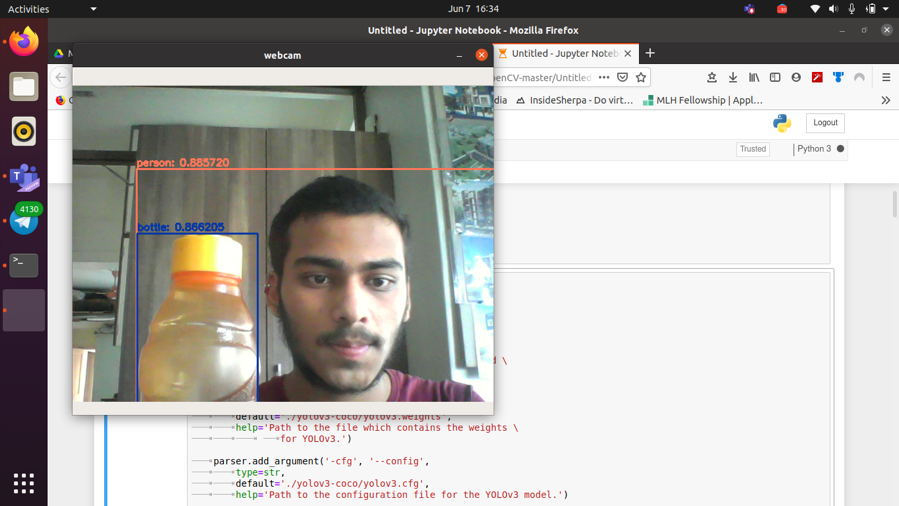 Activities
Jun 7 16:34
Untitled - Jupyter Notebook - Mozilla Firefox
webcam
Untitled - Jupyter Noteb
enCV-master/Untitled
InsideSherpa - Do virt…
MLH Fellowship | Appl…
Logout
Trusted
Python 3
4130
person: 0.885720
bottle: 0.866205
default='./yolov3-coco/yolov3.weights',
help='Path to the file which contains the weights \
for YOLOv3.')
parser.add_argument('-cfg', '--config',
type=str,
default='./yolov3-coco/yolov3.cfg',
help='Path to the configuration file for the YOLOv3 model.')